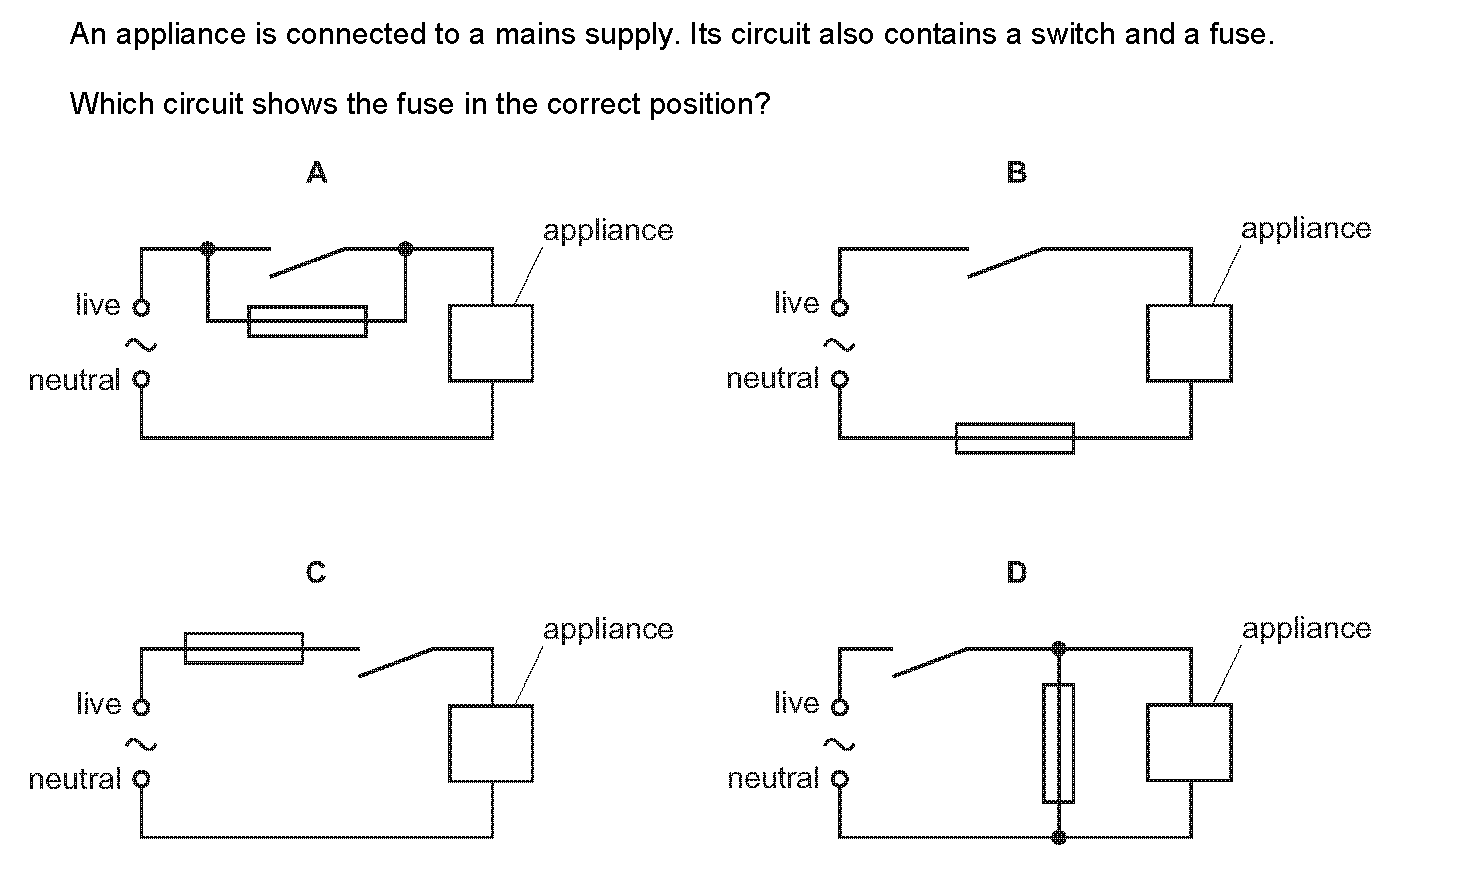 An appliance is connected to a mains supply. Its circuit also contains a switch and a fuse.
Which circuit shows the fuse in the correct position?
A
appliance
live
~
neutral
B
appliance
live
~
neutral
C
appliance
live
~
neutral
D
appliance
live
~
neutral